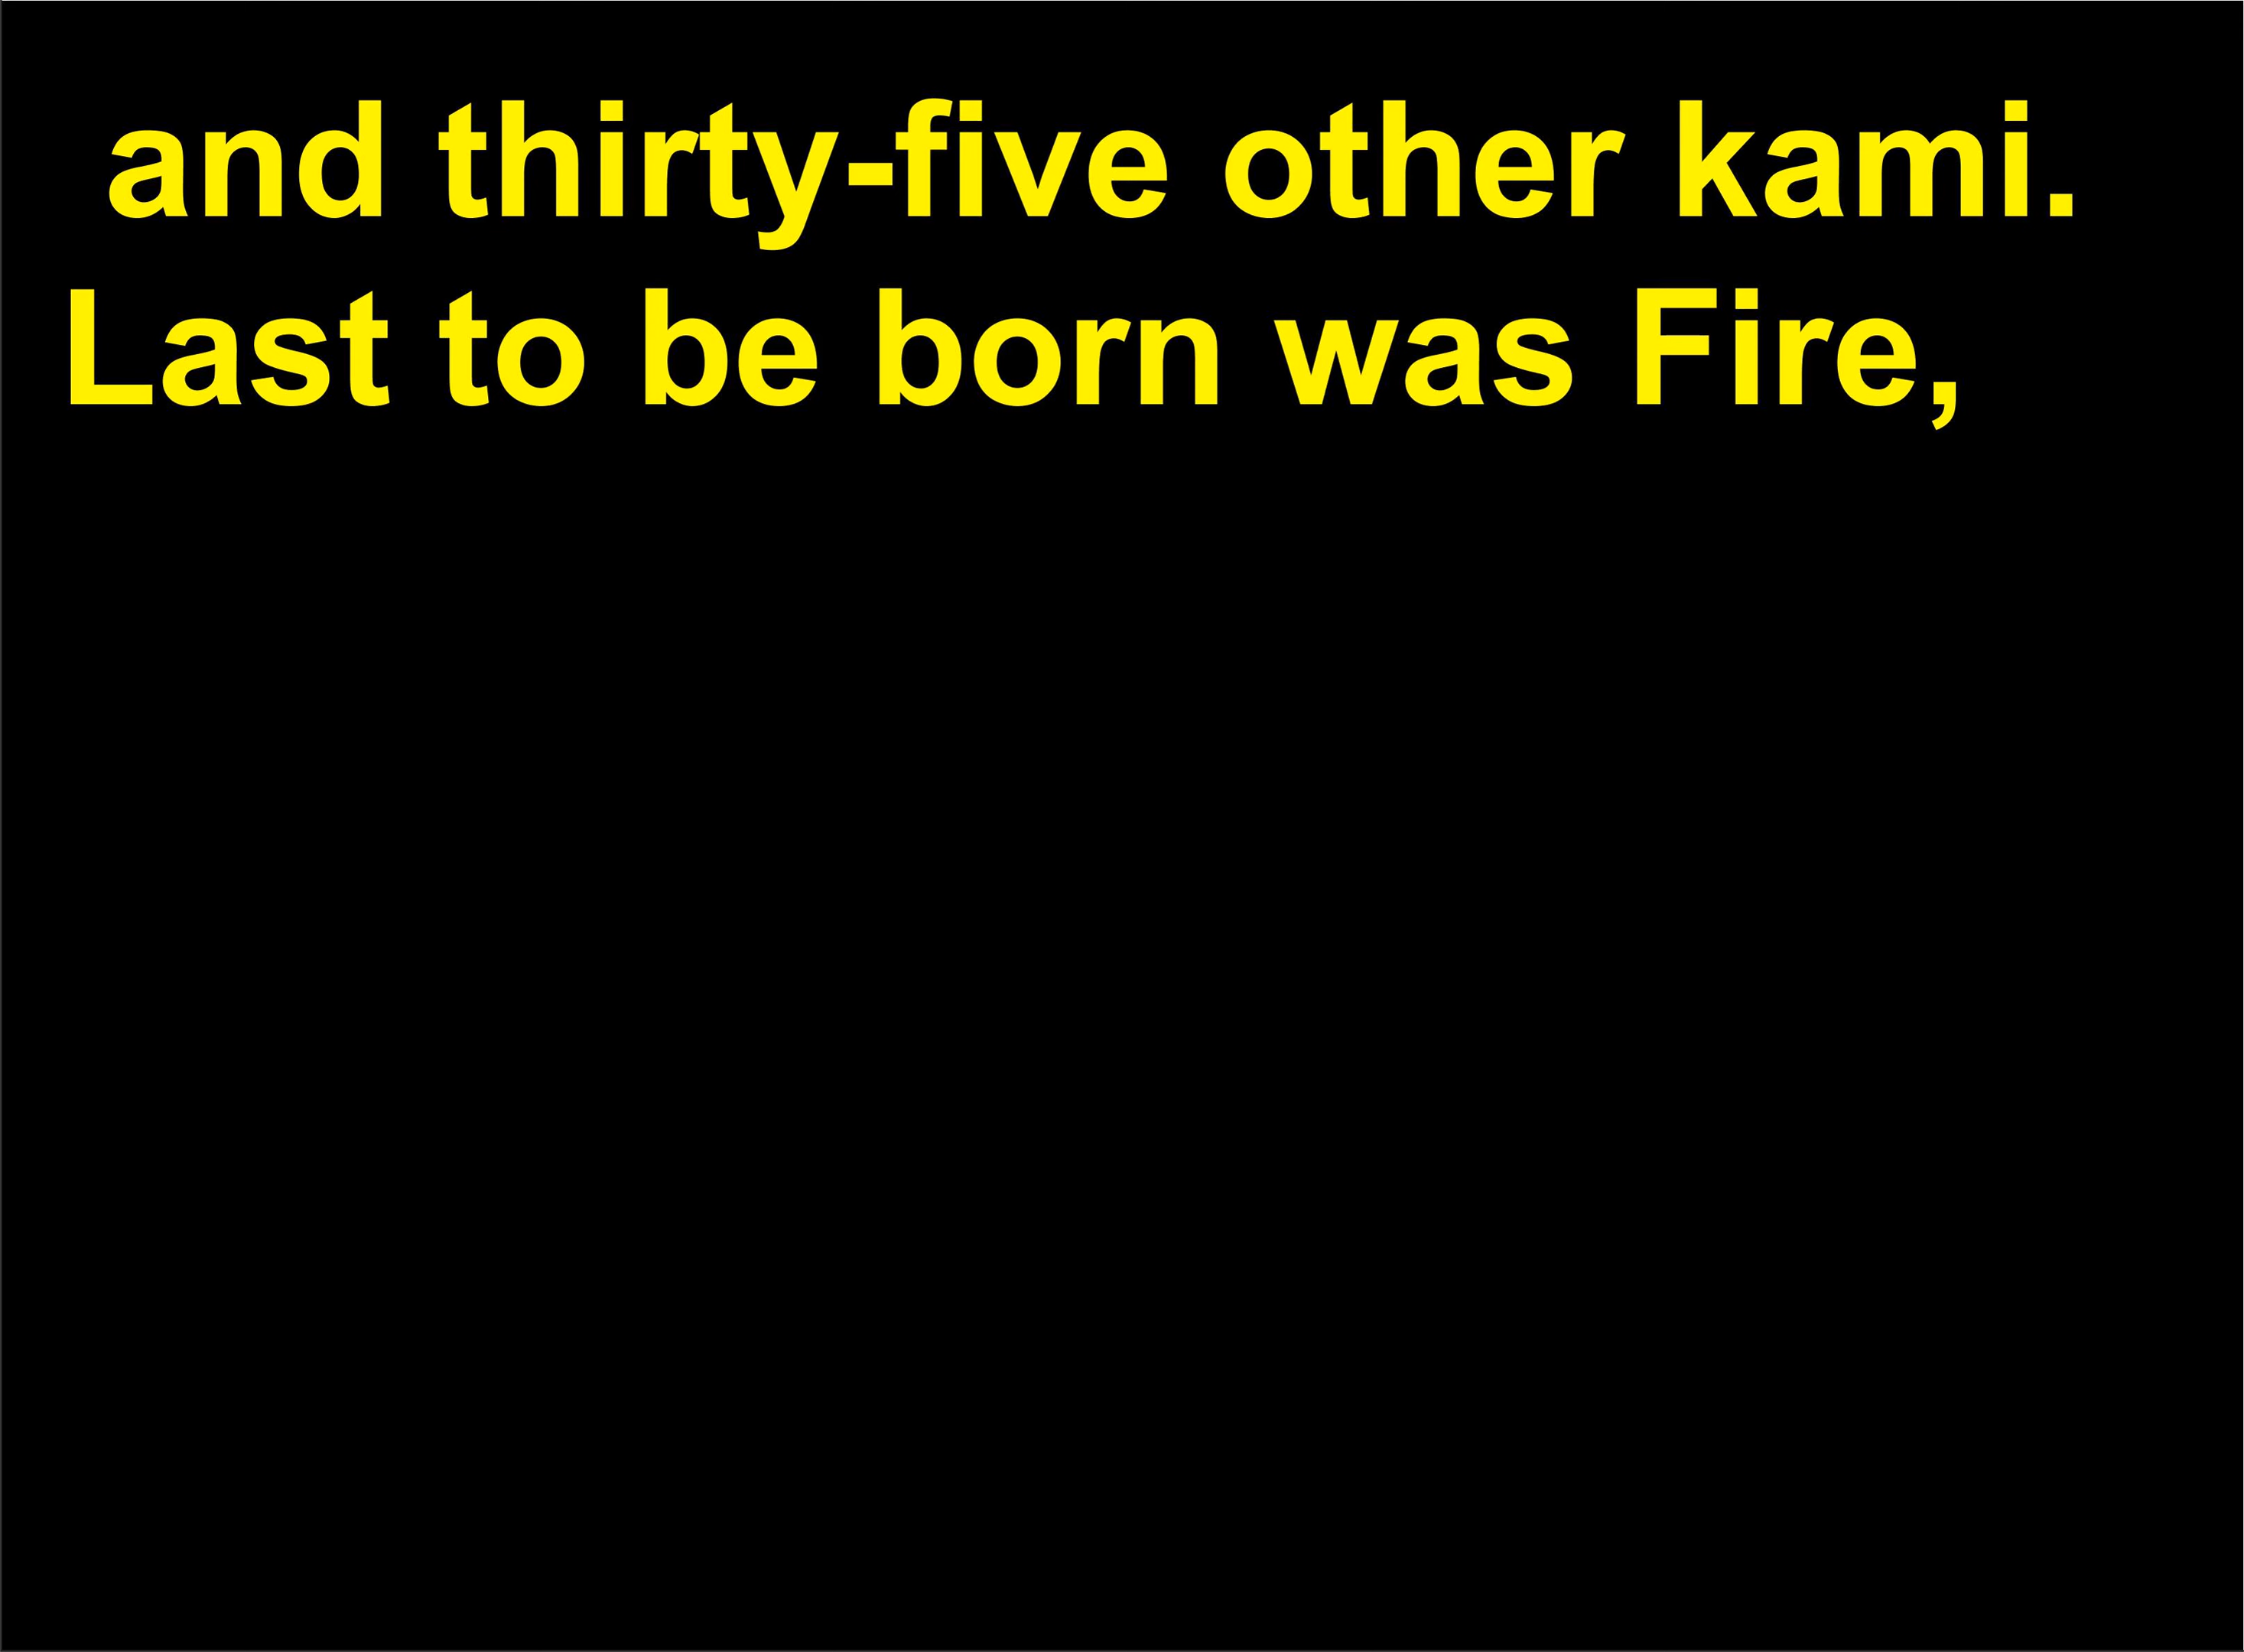 and thirty-five other kami.
Last to be born was Fire,